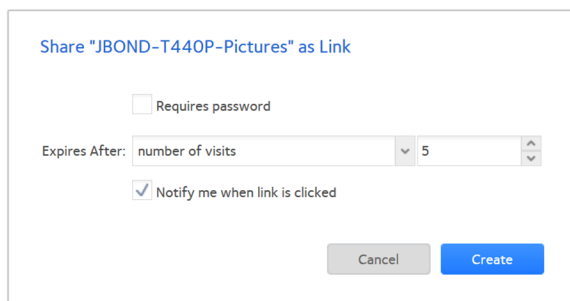 Share "JBOND-T440P-Pictures" as Link
Requires password
Expires After: number of visits 5
Notify me when link is clicked
Cancel Create